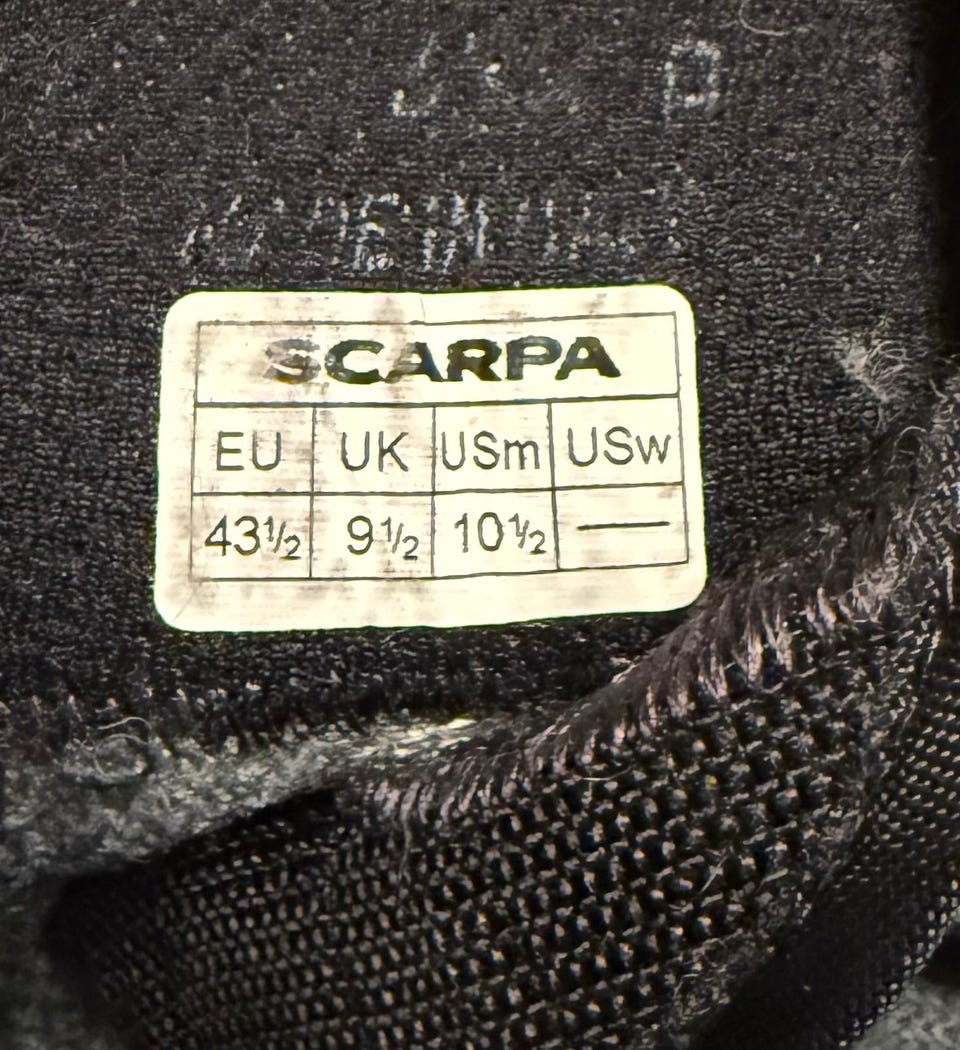 SCARPA
EU UK USm USw
43½ 9½ 10½ —